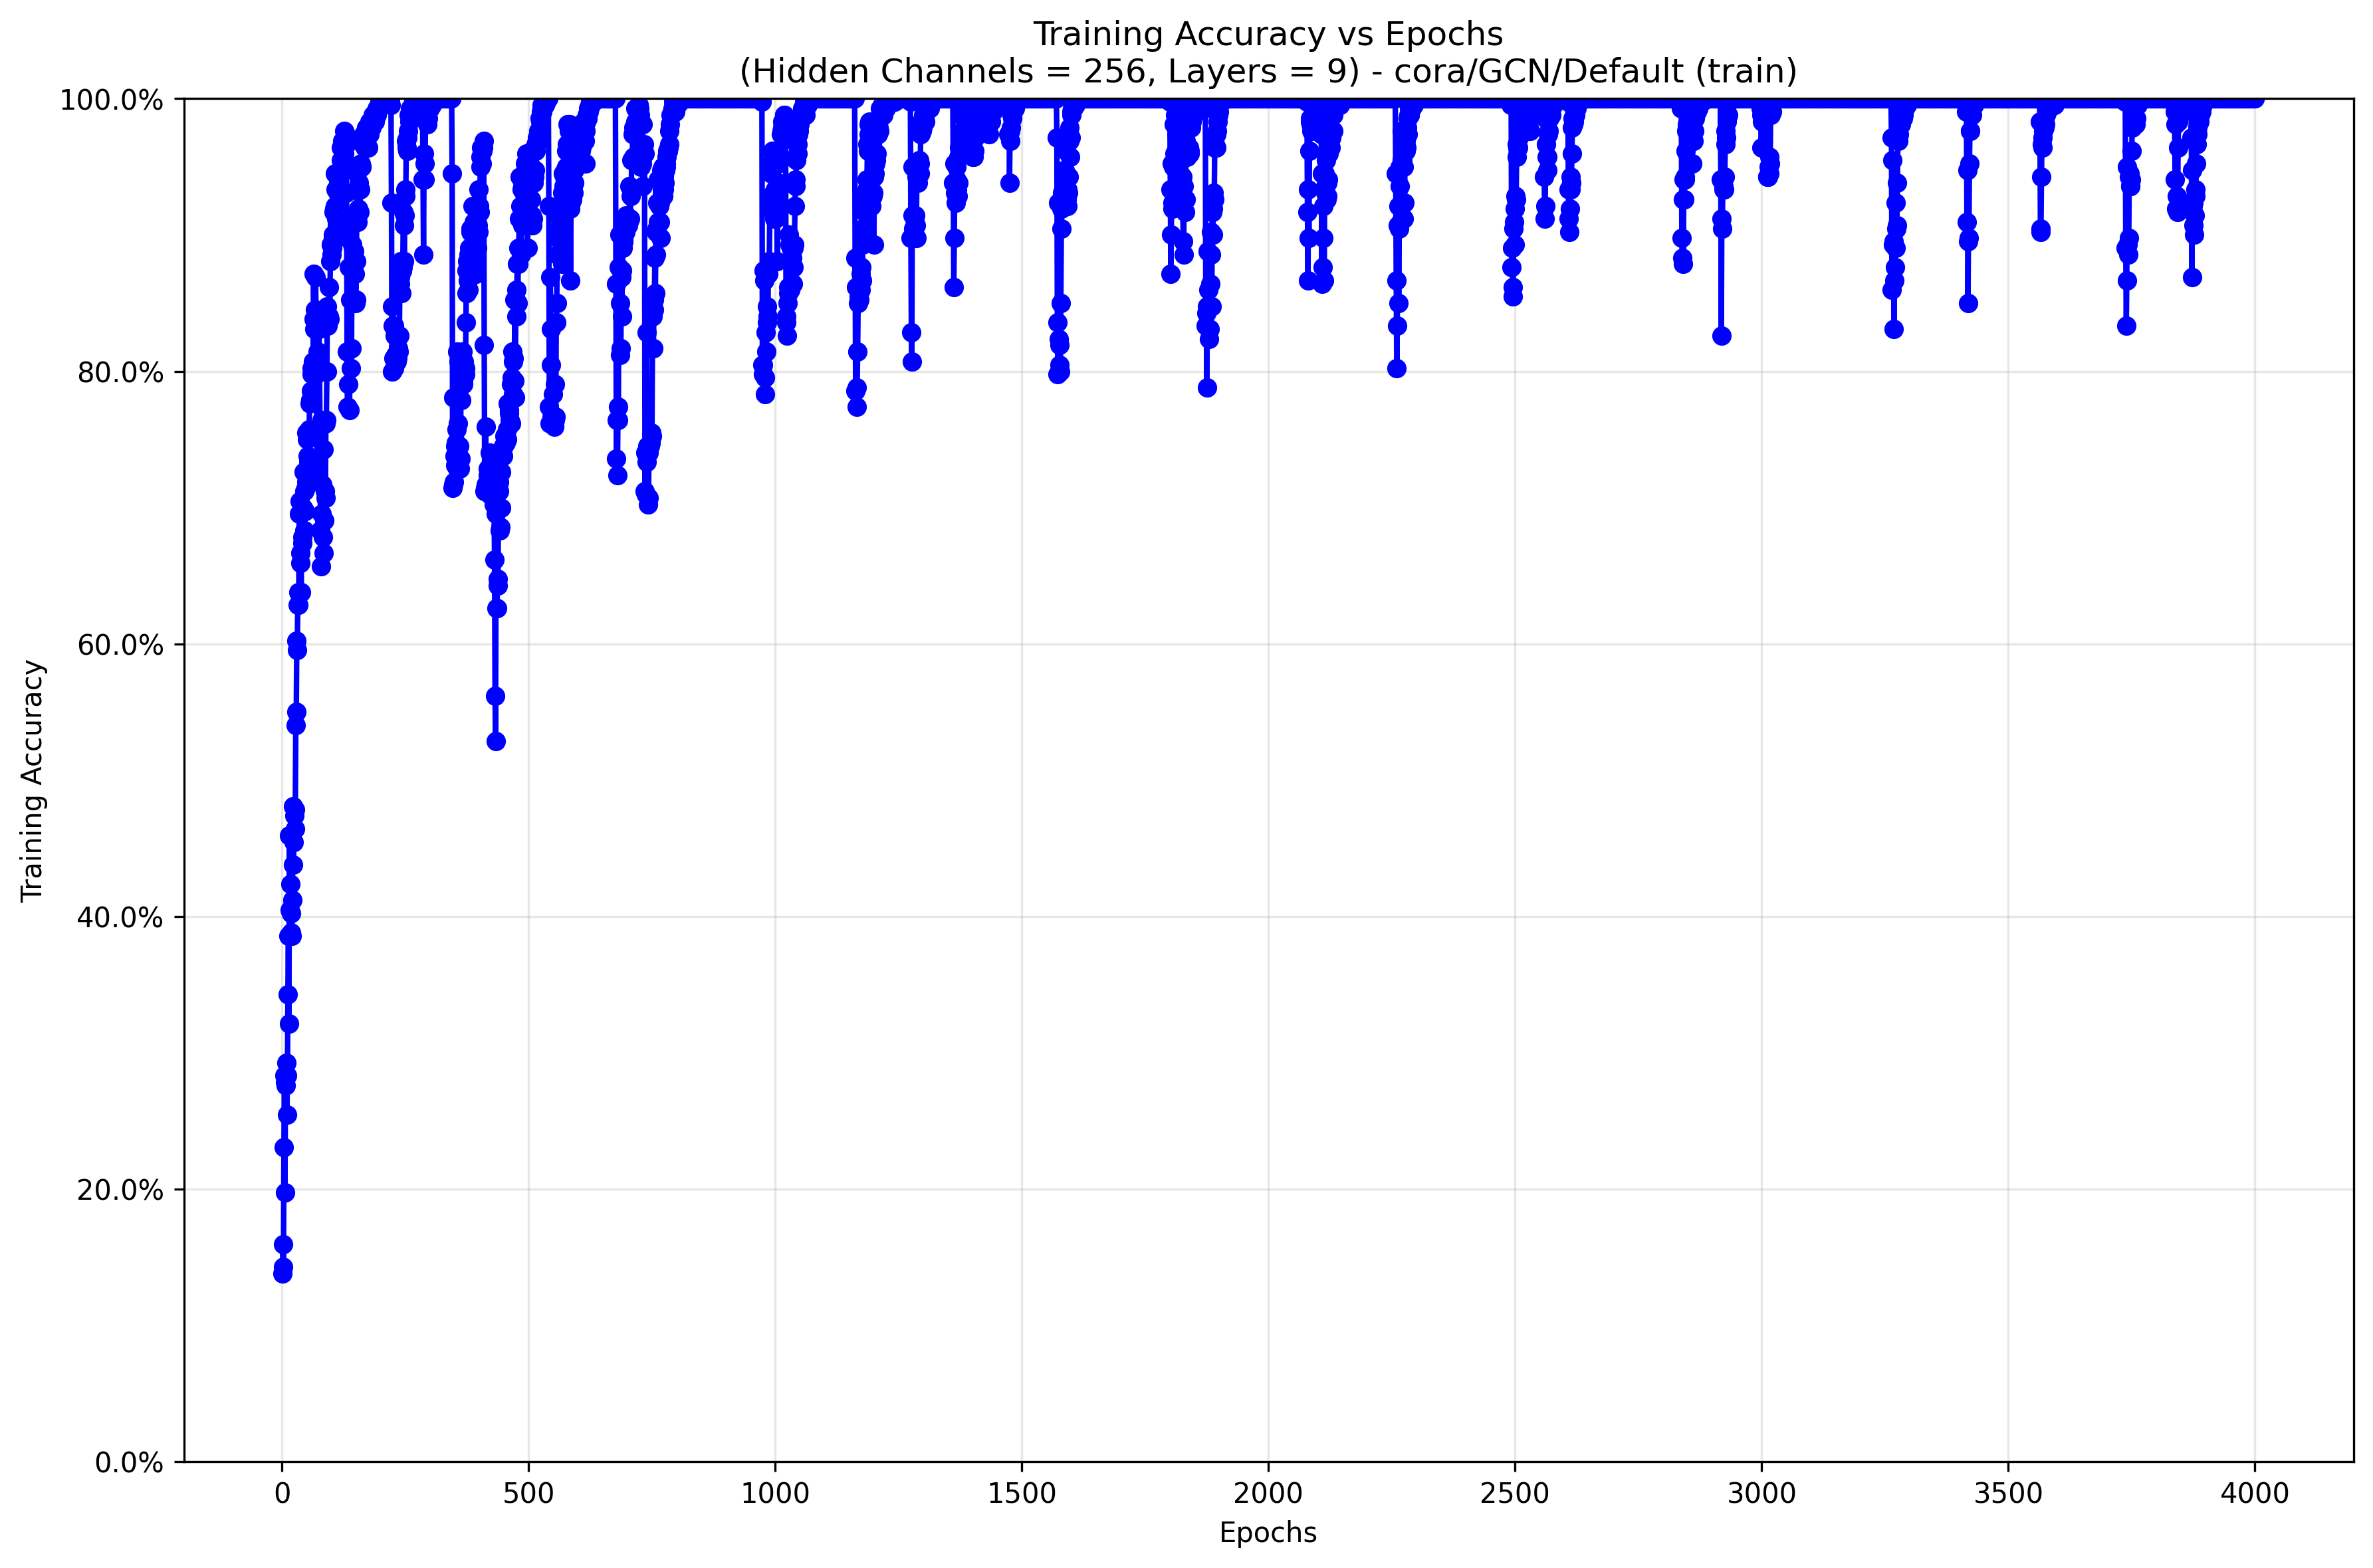 Training Accuracy vs Epochs
(Hidden Channels = 256, Layers = 9) - cora/GCN/Default (train)
100.0%
80.0%
60.0%
40.0%
20.0%
0.0%
Training Accuracy
0 500 1000 1500 2000 2500 3000 3500 4000
Epochs